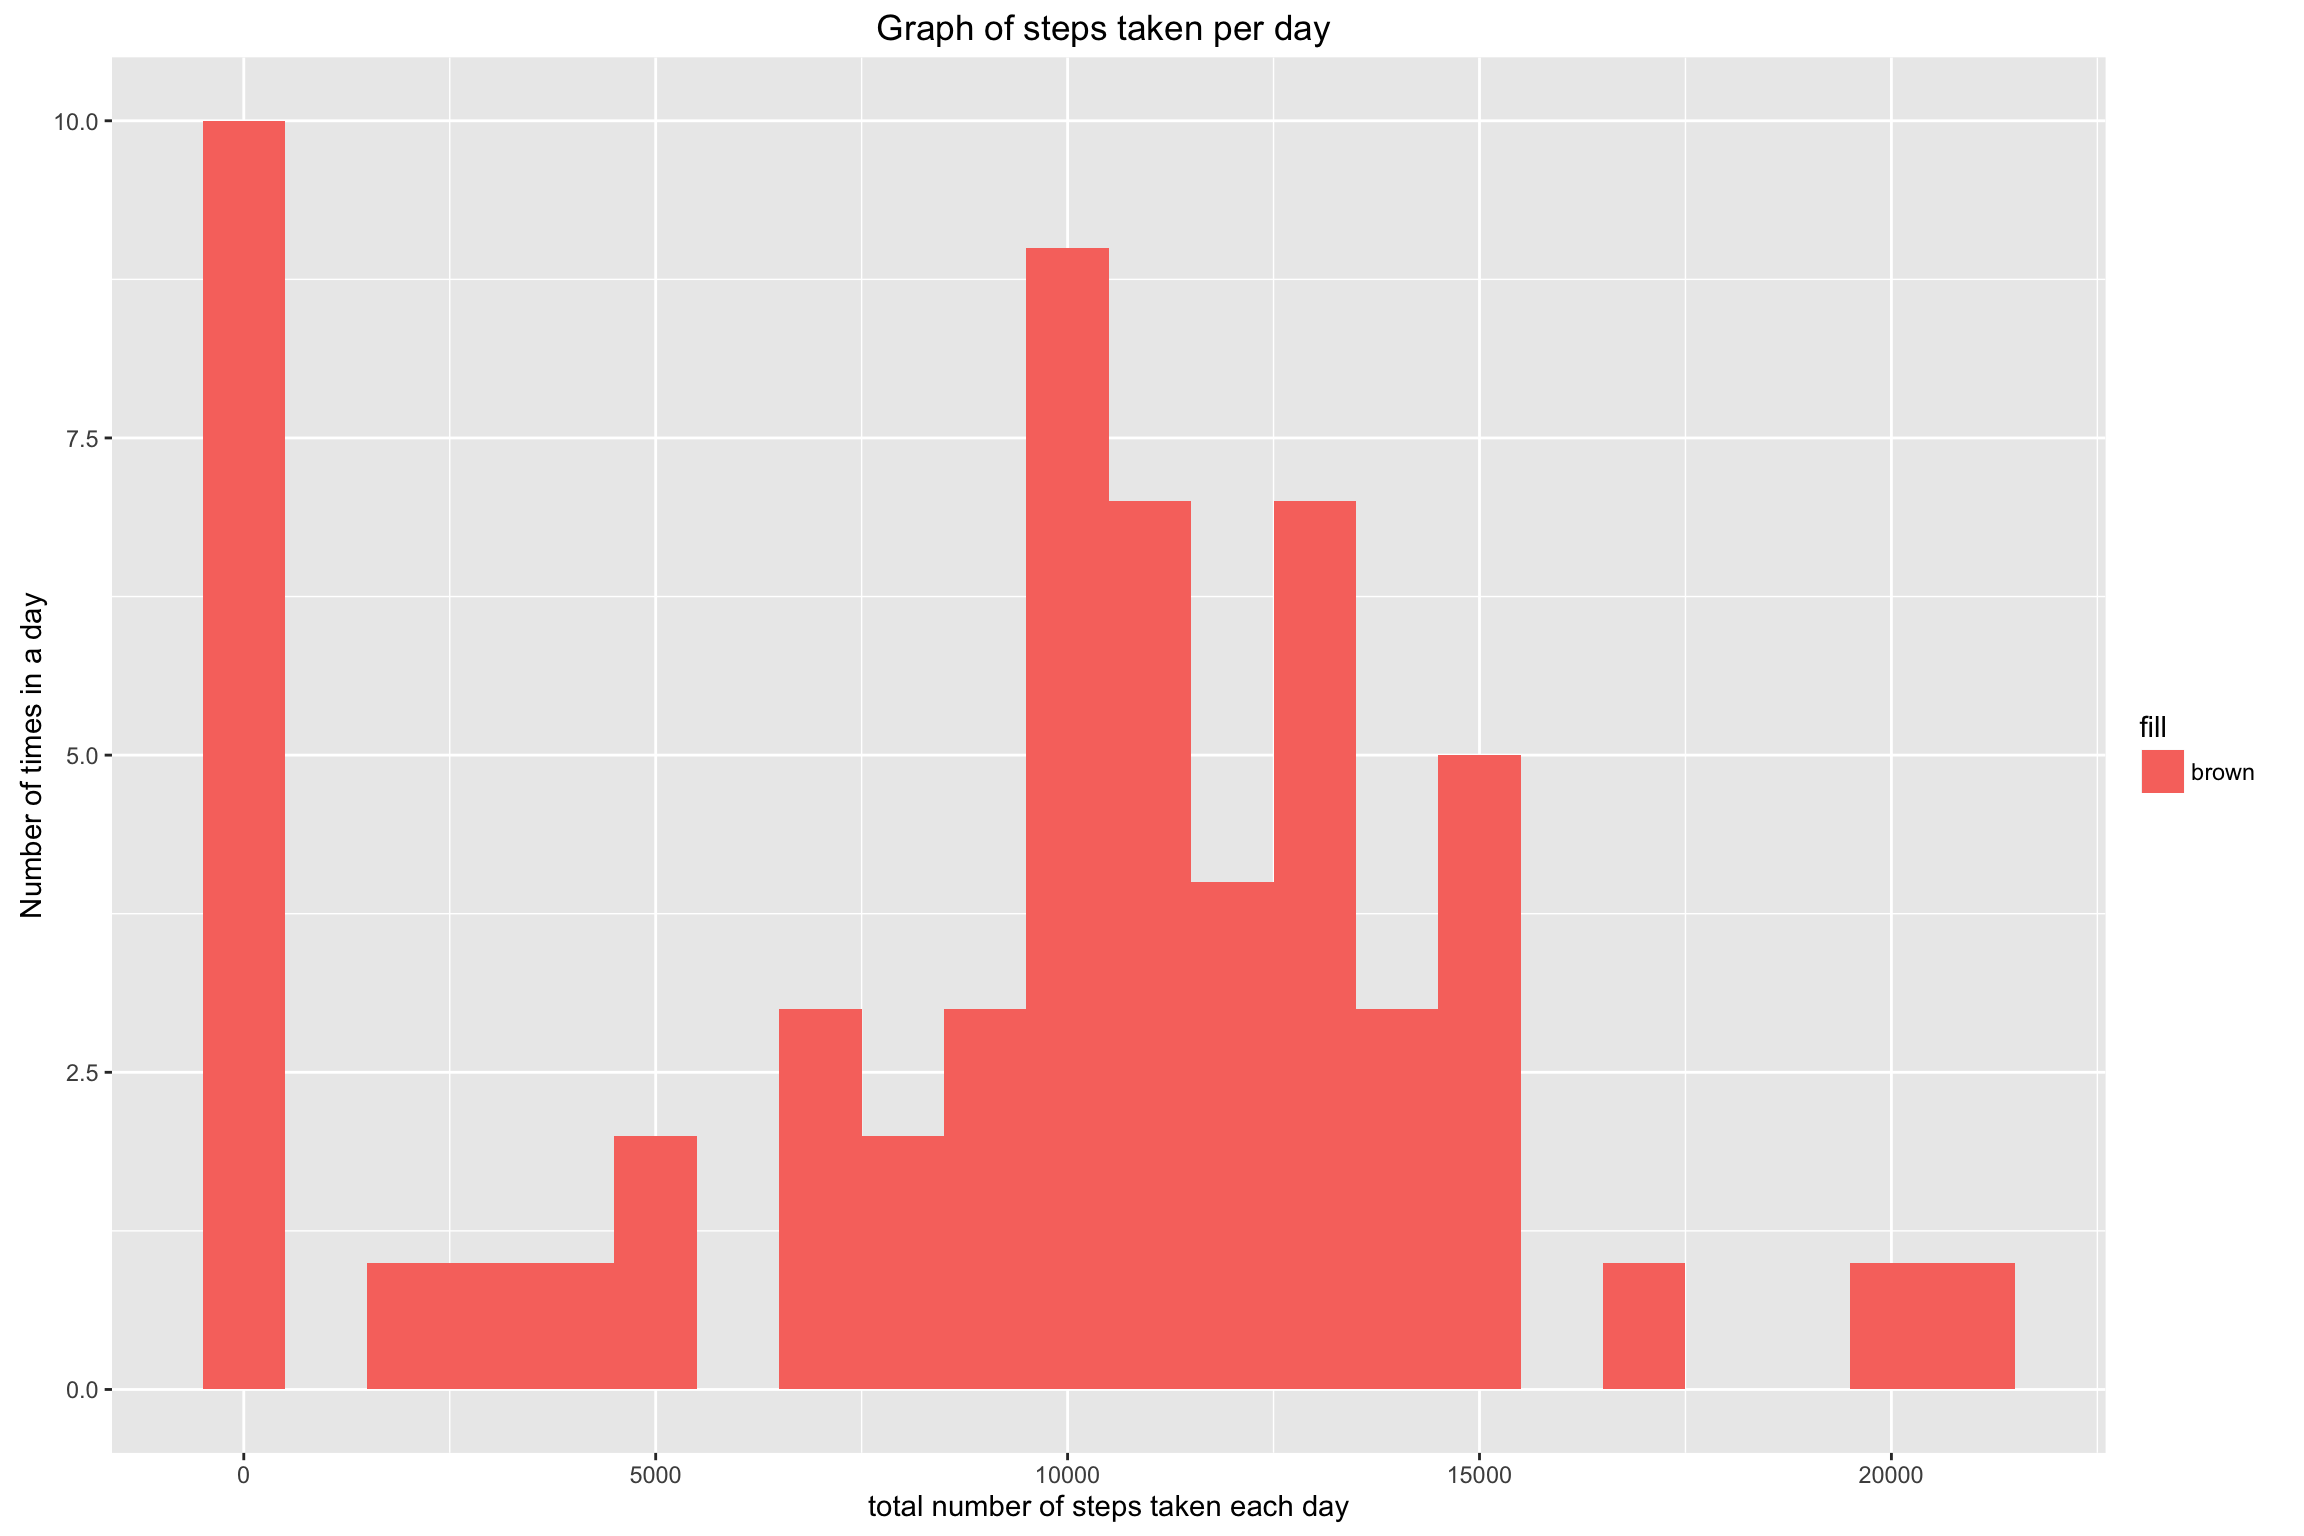 Graph of steps taken per day
10.0
7.5
5.0
2.5
0.0
Number of times in a day
0 5000 10000 15000 20000
total number of steps taken each day
fill
brown